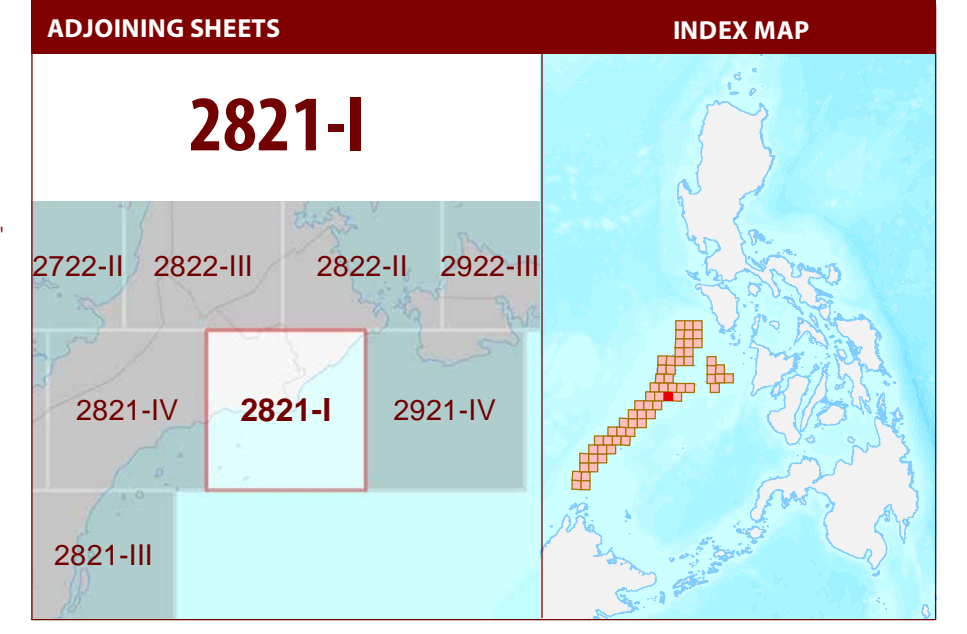 ADJOINING SHEETS
INDEX MAP
2821-I
"
2722-II 2822-III 2822-II 2922-III
2821-IV 2821-I 2921-IV
2821-III